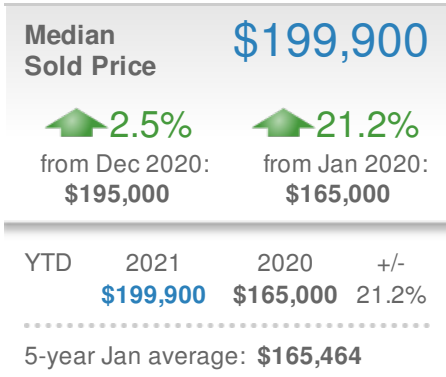 Median
Sold Price
$199,900
2.5%
21.2%
from Dec 2020:
$195,000
from Jan 2020:
$165,000
YTD 2021 2020 +/-
$199,900 $165,000 21.2%
5-year Jan average: $165,464